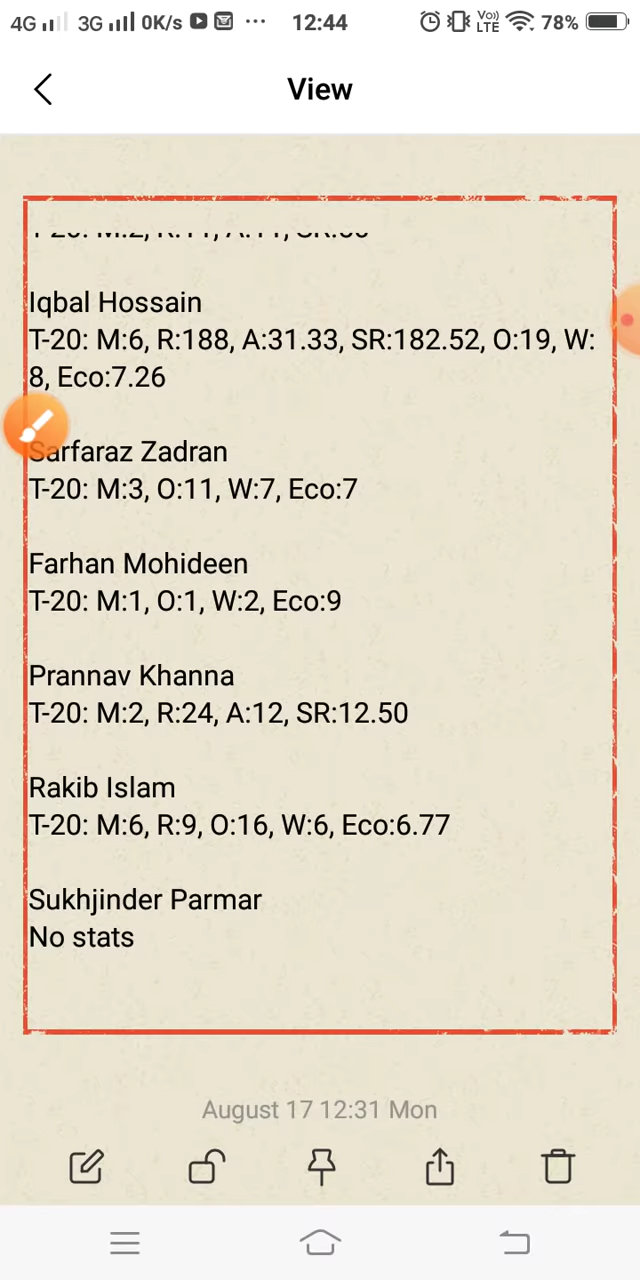 4G 3G 0K/s ... 12:44 Vo) LTE 78%
View
Iqbal Hossain
T-20: M:6, R:188, A:31.33, SR:182.52, O:19, W:
8, Eco:7.26
Sarfaraz Zadran
T-20: M:3, O:11, W:7, Eco:7
Farhan Mohideen
T-20: M:1, O:1, W:2, Eco:9
Prannav Khanna
T-20: M:2, R:24, A:12, SR:12.50
Rakib Islam
T-20: M:6, R:9, O:16, W:6, Eco:6.77
Sukhjinder Parmar
No stats
August 17 12:31 Mon